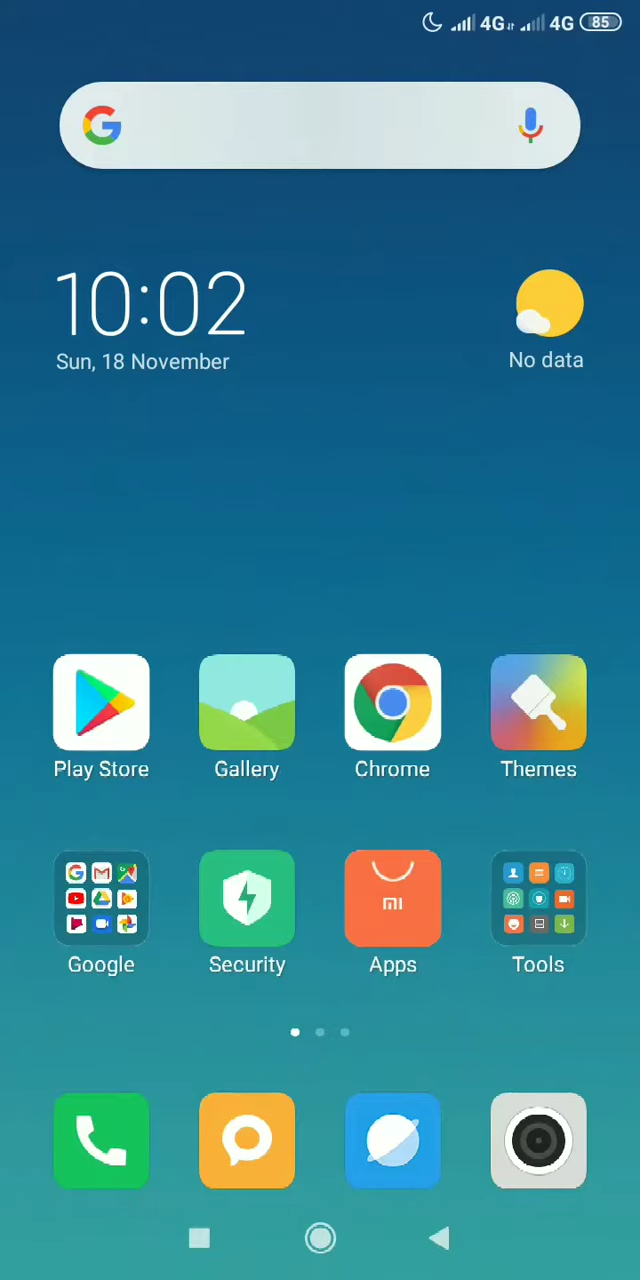 4G 4G 85
10:02
Sun, 18 November
No data
Play Store
Gallery
Chrome
Themes
mi
Google
Security
Apps
Tools